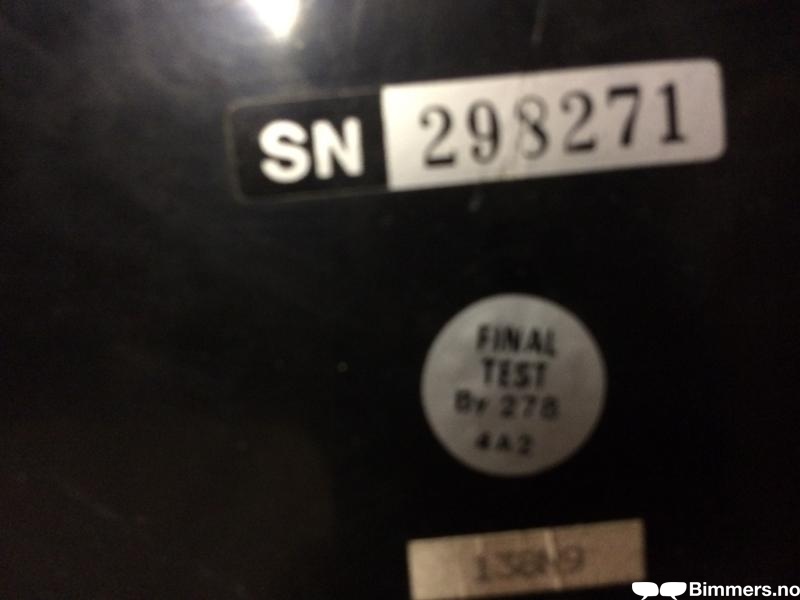 SN 298271
FINAL
TEST
By 278
4A2
Bimmers.no